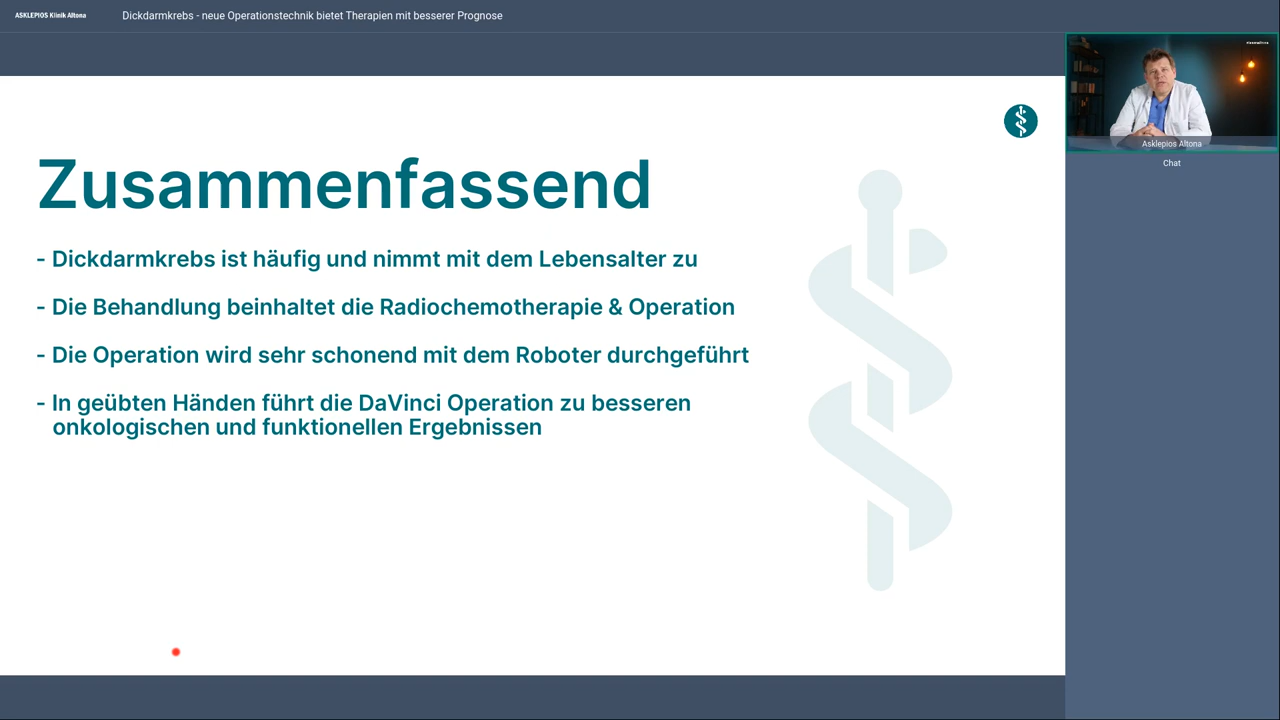 ASKLEPIOS Klinik Altona
Dickdarmkrebs - neue Operationstechnik bietet Therapien mit besserer Prognose
Zusammenfassend
- Dickdarmkrebs ist häufig und nimmt mit dem Lebensalter zu
- Die Behandlung beinhaltet die Radiochemotherapie & Operation
- Die Operation wird sehr schonend mit dem Roboter durchgeführt
- In geübten Händen führt die DaVinci Operation zu besseren
onkologischen und funktionellen Ergebnissen
Asklepios Altona
Chat